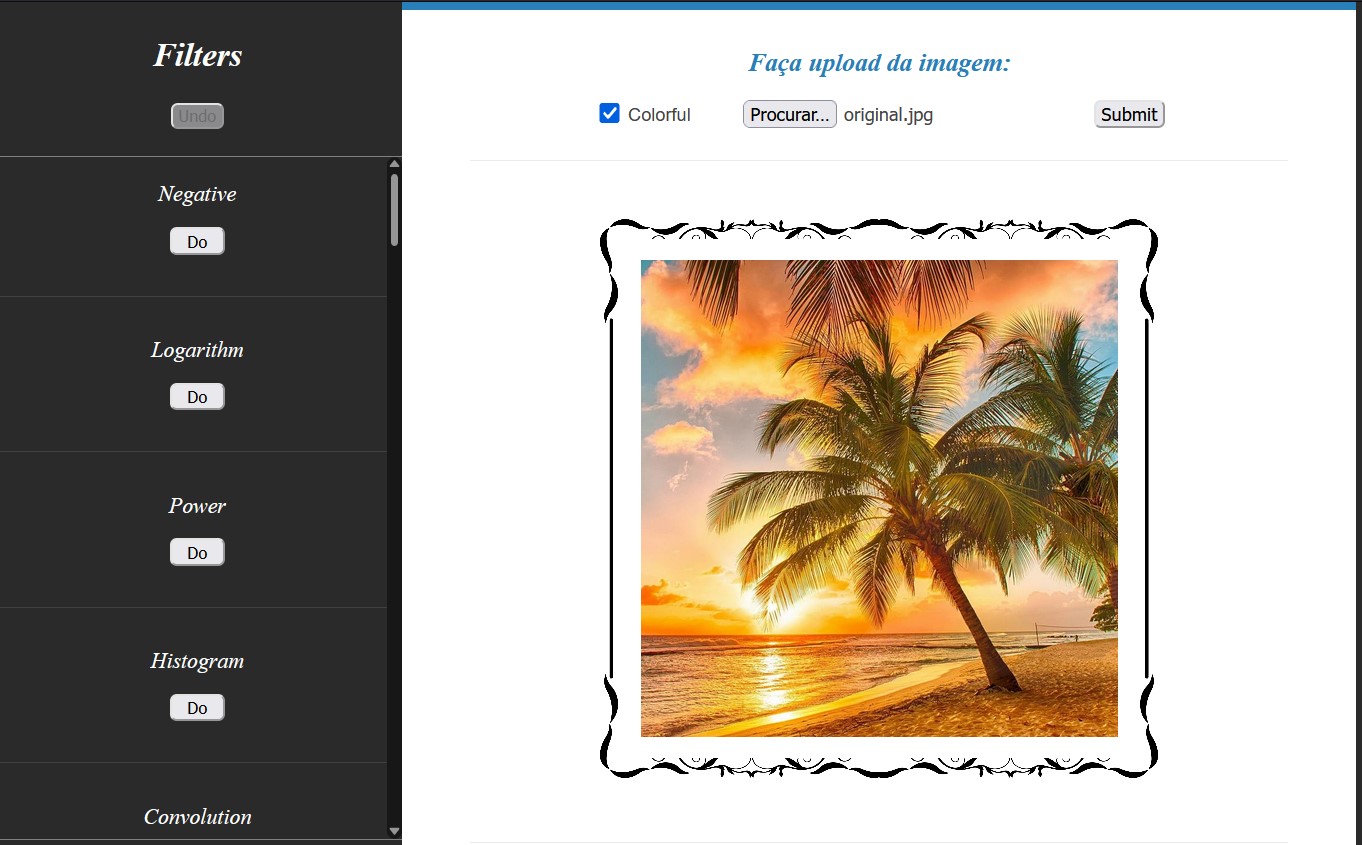 Filters
Undo
Negative
Do
Logarithm
Do
Power
Do
Histogram
Do
Convolution
Faça upload da imagem:
Colorful Procurar... original.jpg Submit